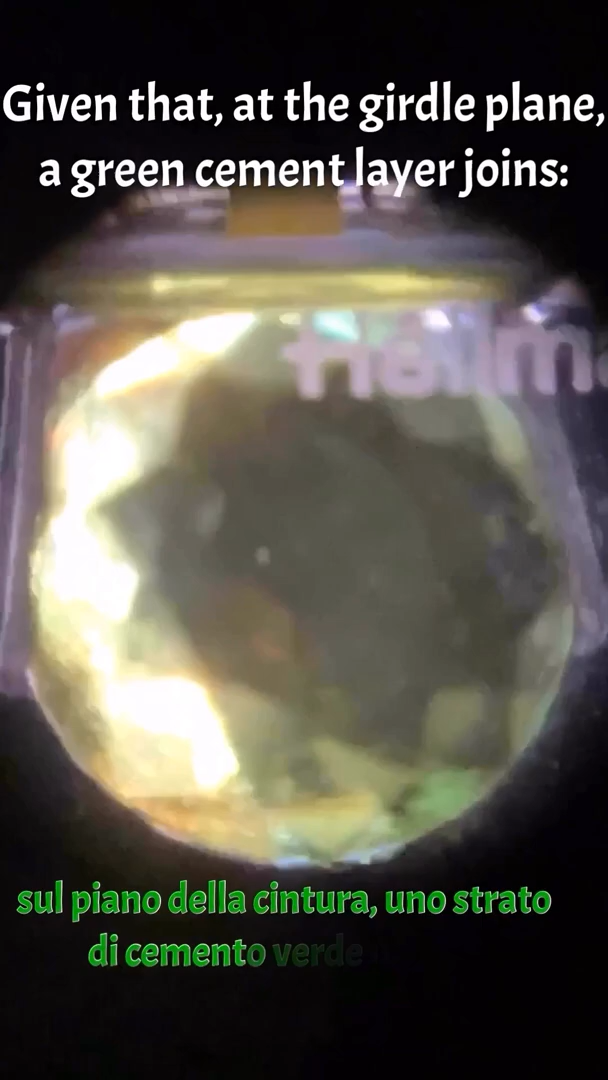 Given that, at the girdle plane,
a green cement layer joins:
sul piano della cintura, uno strato
di cemento verde